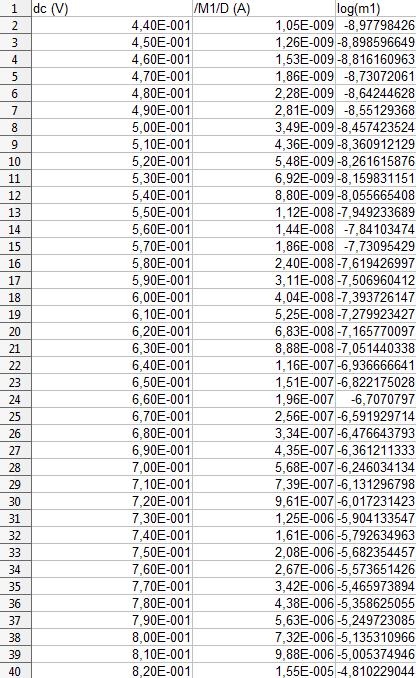 1 dc (V) /M1/D (A) log(m1)
2 4,40E-001 1,05E-009 -8,97798426
3 4,50E-001 1,26E-009 -8,898596649
4 4,60E-001 1,53E-009 -8,816160963
5 4,70E-001 1,86E-009 -8,73072061
6 4,80E-001 2,28E-009 -8,64244628
7 4,90E-001 2,81E-009 -8,55129368
8 5,00E-001 3,49E-009 -8,457423524
9 5,10E-001 4,36E-009 -8,360912129
10 5,20E-001 5,48E-009 -8,261615876
11 5,30E-001 6,92E-009 -8,159831151
12 5,40E-001 8,80E-009 -8,055665408
13 5,50E-001 1,12E-008 -7,949233689
14 5,60E-001 1,44E-008 -7,84103474
15 5,70E-001 1,86E-008 -7,73095429
16 5,80E-001 2,40E-008 -7,619426997
17 5,90E-001 3,11E-008 -7,506960412
18 6,00E-001 4,04E-008 -7,393726147
19 6,10E-001 5,25E-008 -7,279923427
20 6,20E-001 6,83E-008 -7,165770097
21 6,30E-001 8,88E-008 -7,051440338
22 6,40E-001 1,16E-007 -6,936666641
23 6,50E-001 1,51E-007 -6,822175028
24 6,60E-001 1,96E-007 -6,7070797
25 6,70E-001 2,56E-007 -6,591929714
26 6,80E-001 3,34E-007 -6,476643793
27 6,90E-001 4,35E-007 -6,361211333
28 7,00E-001 5,68E-007 -6,246034134
29 7,10E-001 7,39E-007 -6,131296798
30 7,20E-001 9,61E-007 -6,017231423
31 7,30E-001 1,25E-006 -5,904133547
32 7,40E-001 1,61E-006 -5,792634963
33 7,50E-001 2,08E-006 -5,682354457
34 7,60E-001 2,67E-006 -5,573651426
35 7,70E-001 3,42E-006 -5,465973894
36 7,80E-001 4,38E-006 -5,358625055
37 7,90E-001 5,63E-006 -5,249723085
38 8,00E-001 7,32E-006 -5,135310966
39 8,10E-001 9,88E-006 -5,005374946
40 8,20E-001 1,55E-005 -4,810229044